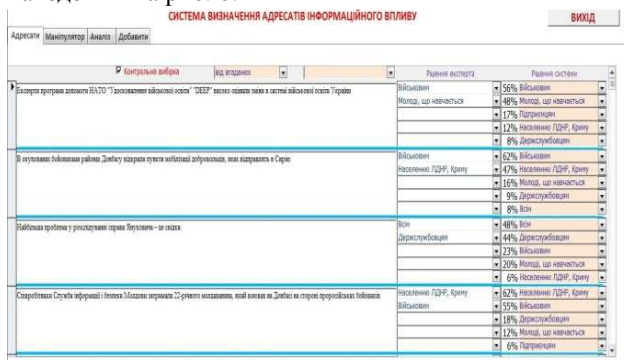 СИСТЕМА ВИЗНАЧЕННЯ АДРЕСАТІВ ІНФОРМАЦІЙНОГО ВПЛИВУ
ВИХІД
Адресати Маніпулятор Аналіз Добавити
Контрольна вибірка від згаданих Рішення експерта Рішення системи
Експерти програми допомоги НАТО "Удосконалення військової освіти" "DEEP" високо оцінили зміни в системі військової освіти України
Військовим 56% Військовим
Молоді, що навчається 48% Молоді, що навчається
17% Підприємцям
12% Населенню ЛДНР, Криму
8% Держслужбовцям
В окупованих бойовиками районах Донбасу відкрили пункти мобілізації добровольців, яких відправлять в Сирію
Військовим 62% Військовим
Населенню ЛДНР, Криму 47% Населенню ЛДНР, Криму
16% Молоді, що навчається
9% Держслужбовцям
8% Всім
Найбільша проблема у розслідуванні справи Януковича – це свідки
Всім 48% Всім
Держслужбовцям 44% Держслужбовцям
23% Військовим
20% Молоді, що навчається
6% Населенню ЛДНР, Криму
Співробітники Служби інформації і безпеки Молдови затримали 22-річного молдаванина, який воював на Донбасі на стороні проросійських бойовиків
Населенню ЛДНР, Криму 62% Населенню ЛДНР, Криму
Військовим 55% Військовим
18% Держслужбовцям
12% Молоді, що навчається
6% Підприємцям